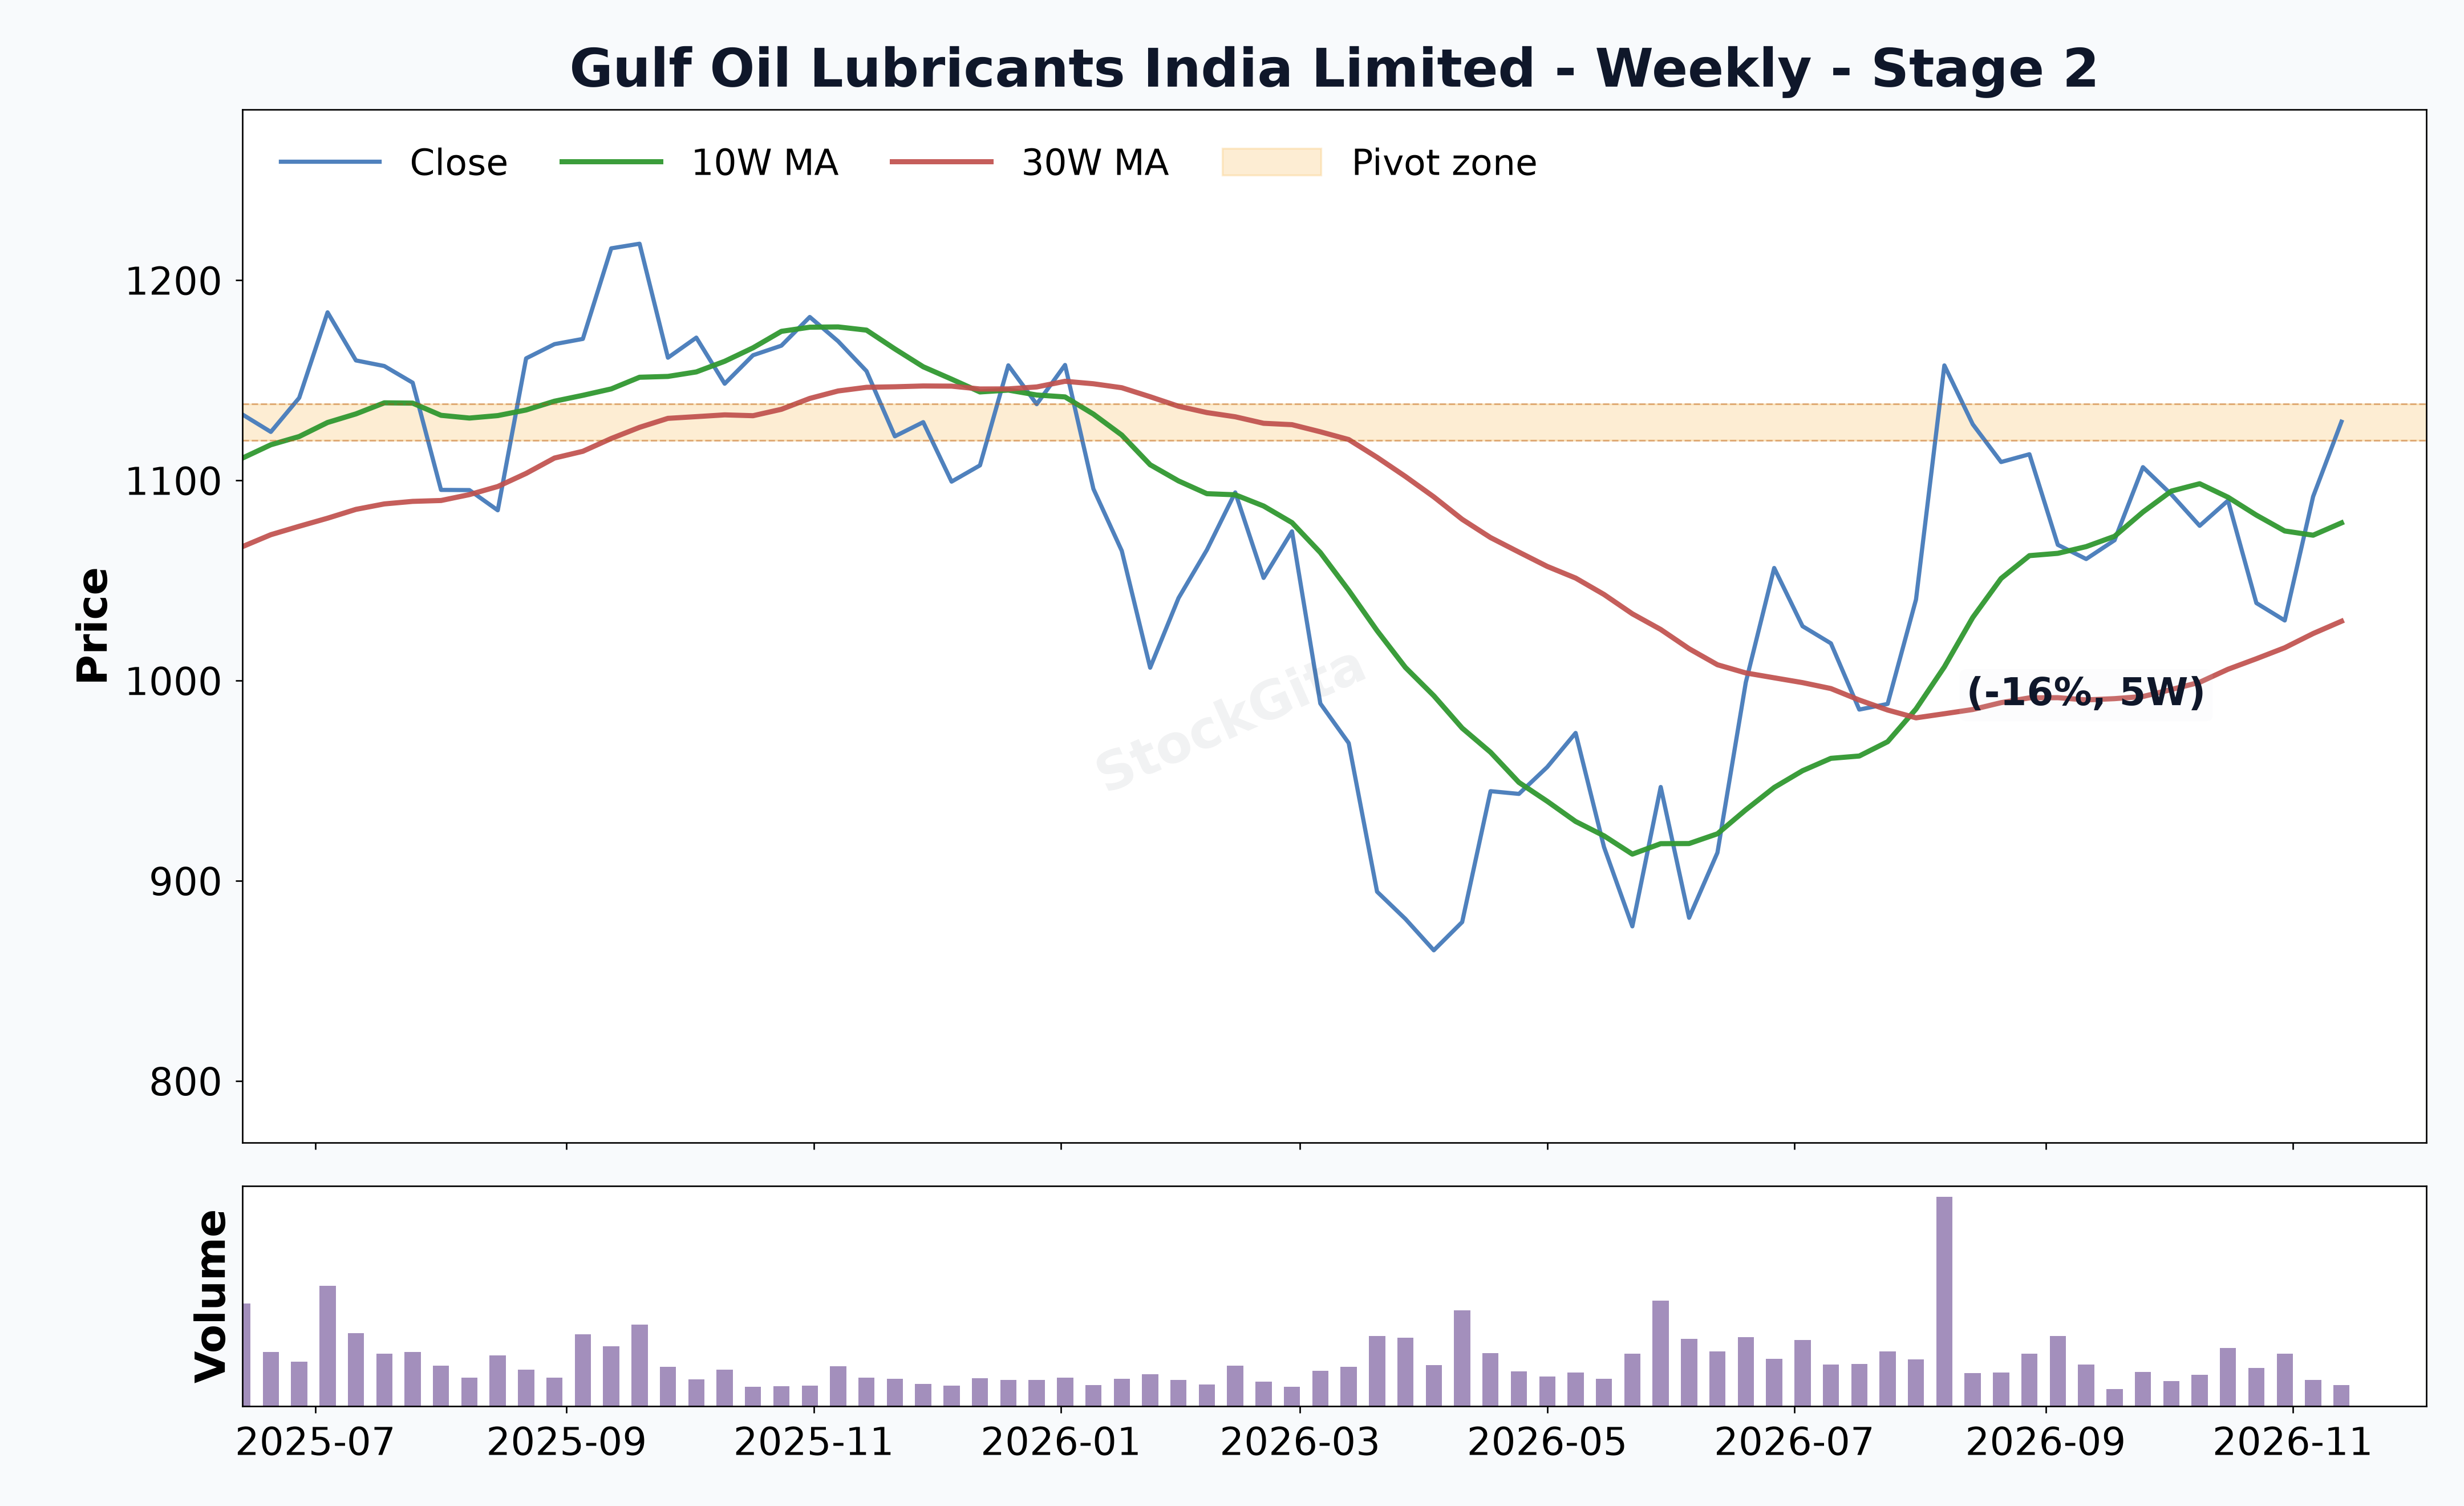 Gulf Oil Lubricants India Limited - Weekly - Stage 2
Close 10W MA 30W MA Pivot zone
Price
1200
1100
1000
900
800
StockGita
(-16%, 5W)
Volume
2025-07 2025-09 2025-11 2026-01 2026-03 2026-05 2026-07 2026-09 2026-11